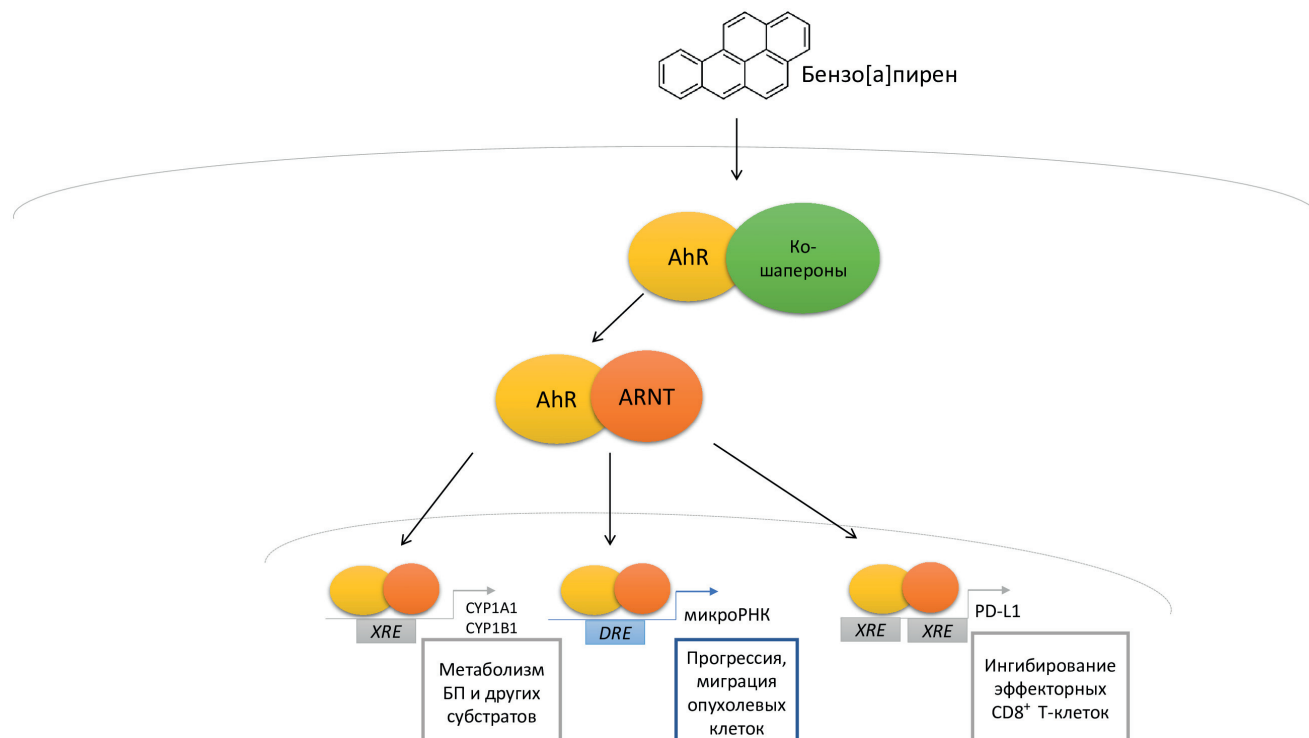 Бензо[а]пирен
AhR
Ко-
шапероны
AhR
ARNT
CYP1A1
CYP1B1
XRE
Метаболизм
БП и других
субстратов
микроРНК
DRE
Прогрессия,
миграция
опухолевых
клеток
PD-L1
XRE
XRE
Ингибирование
эффекторных
CD8⁺ Т-клеток